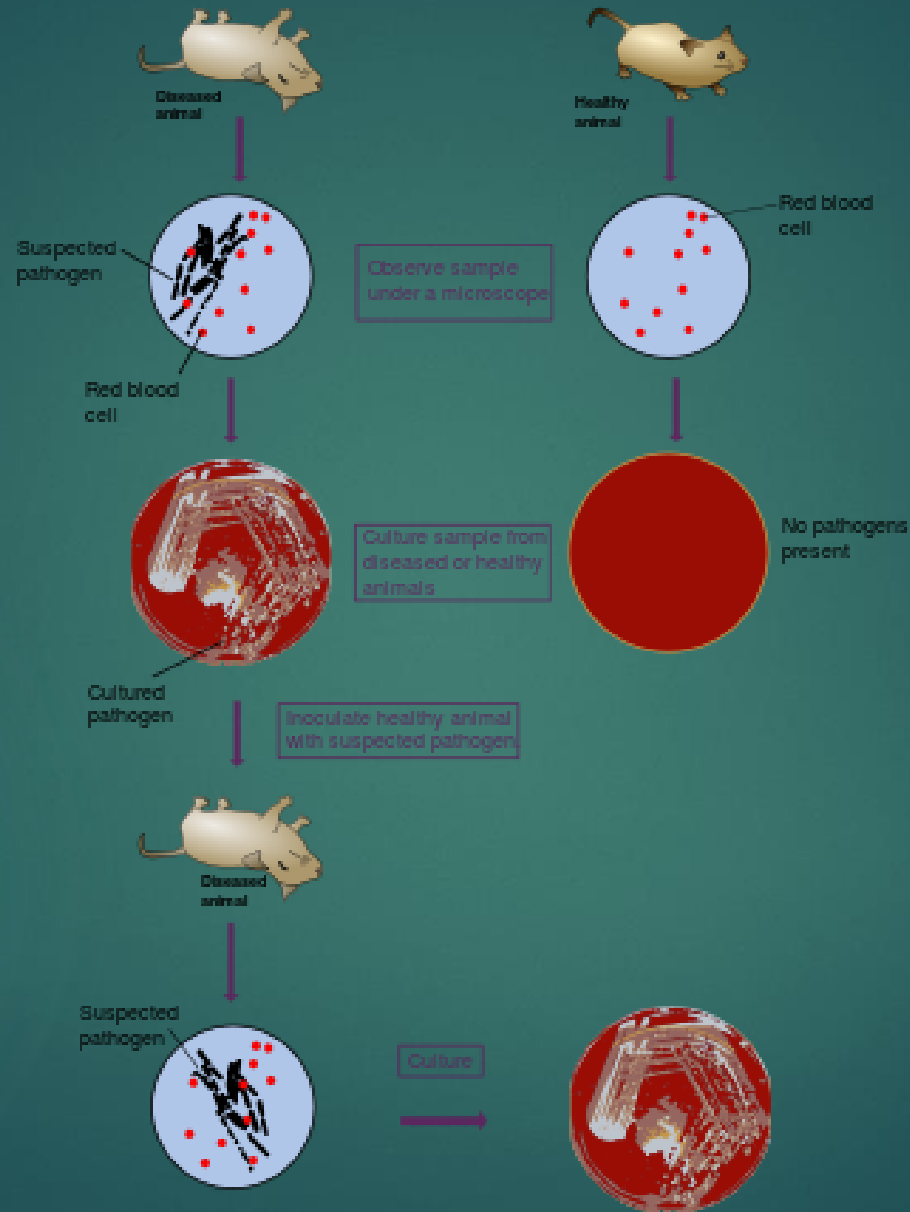 Diseased
animal
Healthy
animal
Red blood
cell
Suspected
pathogen
Observe sample
under a microscope
Red blood
cell
Culture sample from
diseased or healthy
animals
No pathogens
present
Cultured
pathogen
Inoculate healthy animal
with suspected pathogen.
Diseased
animal
Suspected
pathogen
Culture